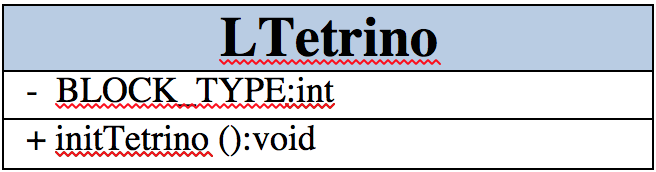 LTetrino
- BLOCK_TYPE:int
+ initTetrino ():void